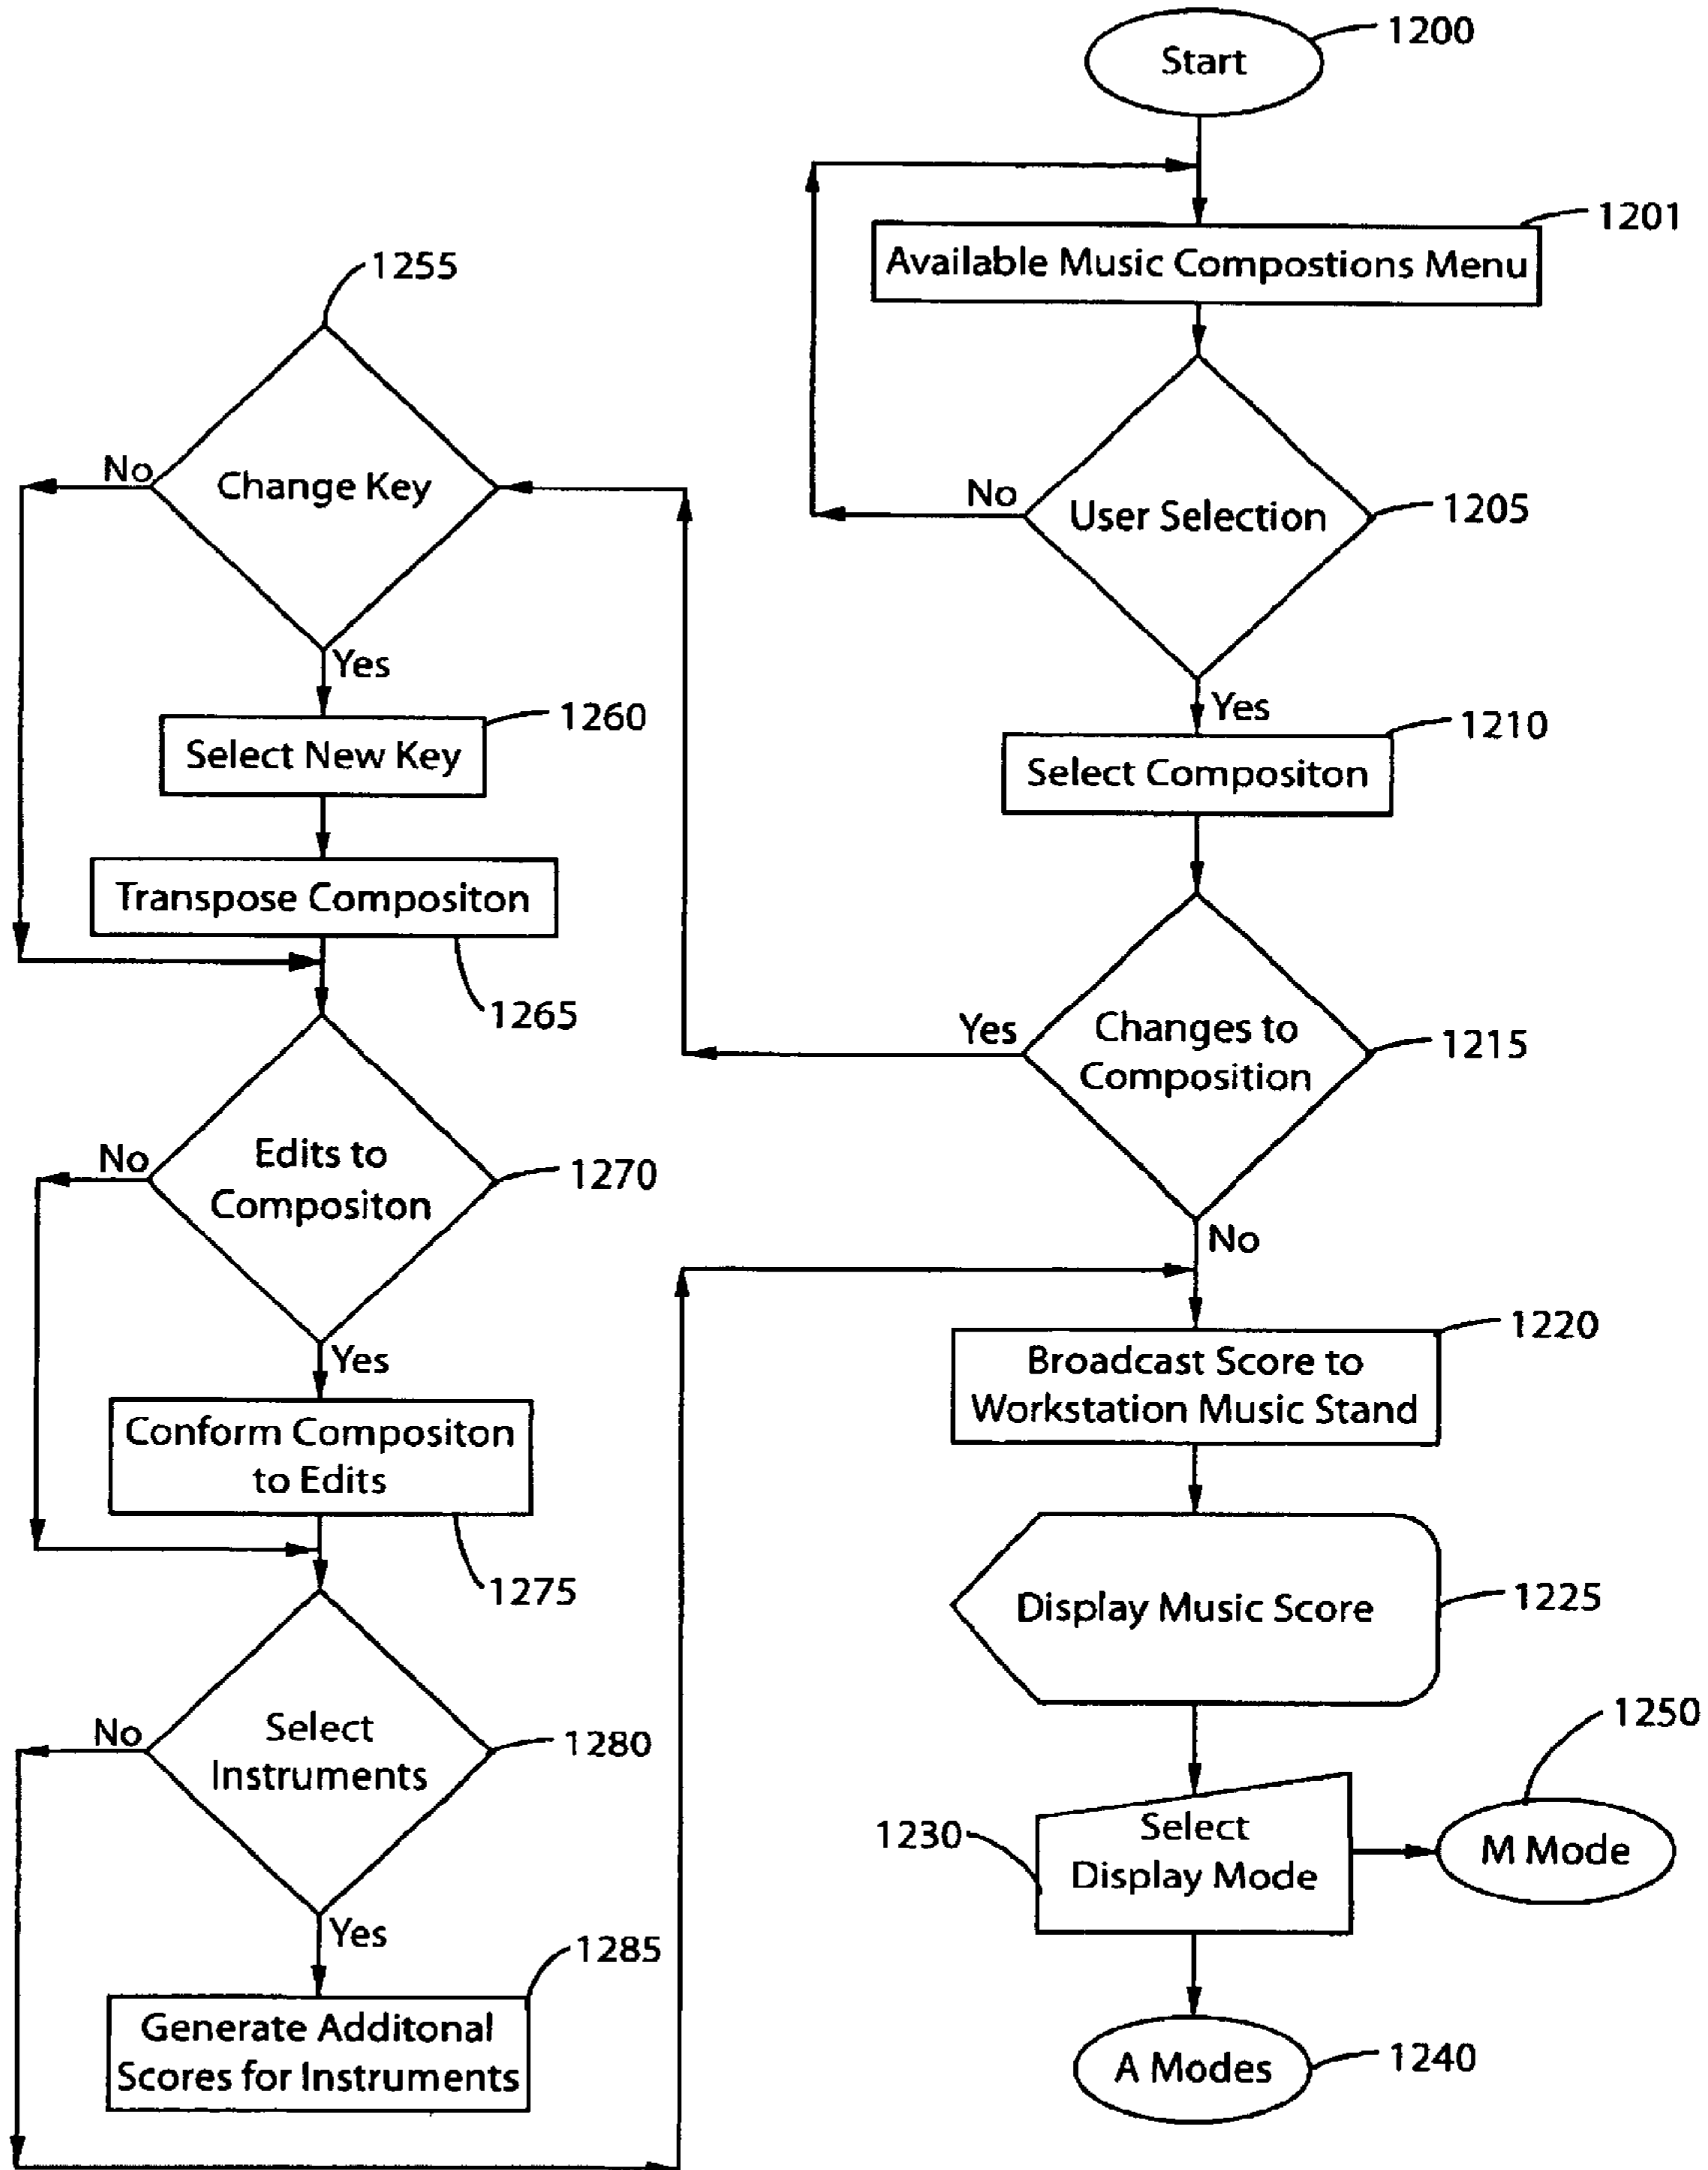 Start
1200
Available Music Compostions Menu
1201
User Selection
1205
No
Yes
Select Compositon
1210
Changes to
Composition
1215
Yes
No
Broadcast Score to
Workstation Music Stand
1220
Display Music Score
1225
Select
Display Mode
1230
M Mode
1250
A Modes
1240
1255
Change Key
No
Yes
Select New Key
1260
Transpose Compositon
1265
Edits to
Compositon
1270
No
Yes
Conform Compositon
to Edits
1275
Select
Instruments
1280
No
Yes
Generate Additonal
Scores for Instruments
1285